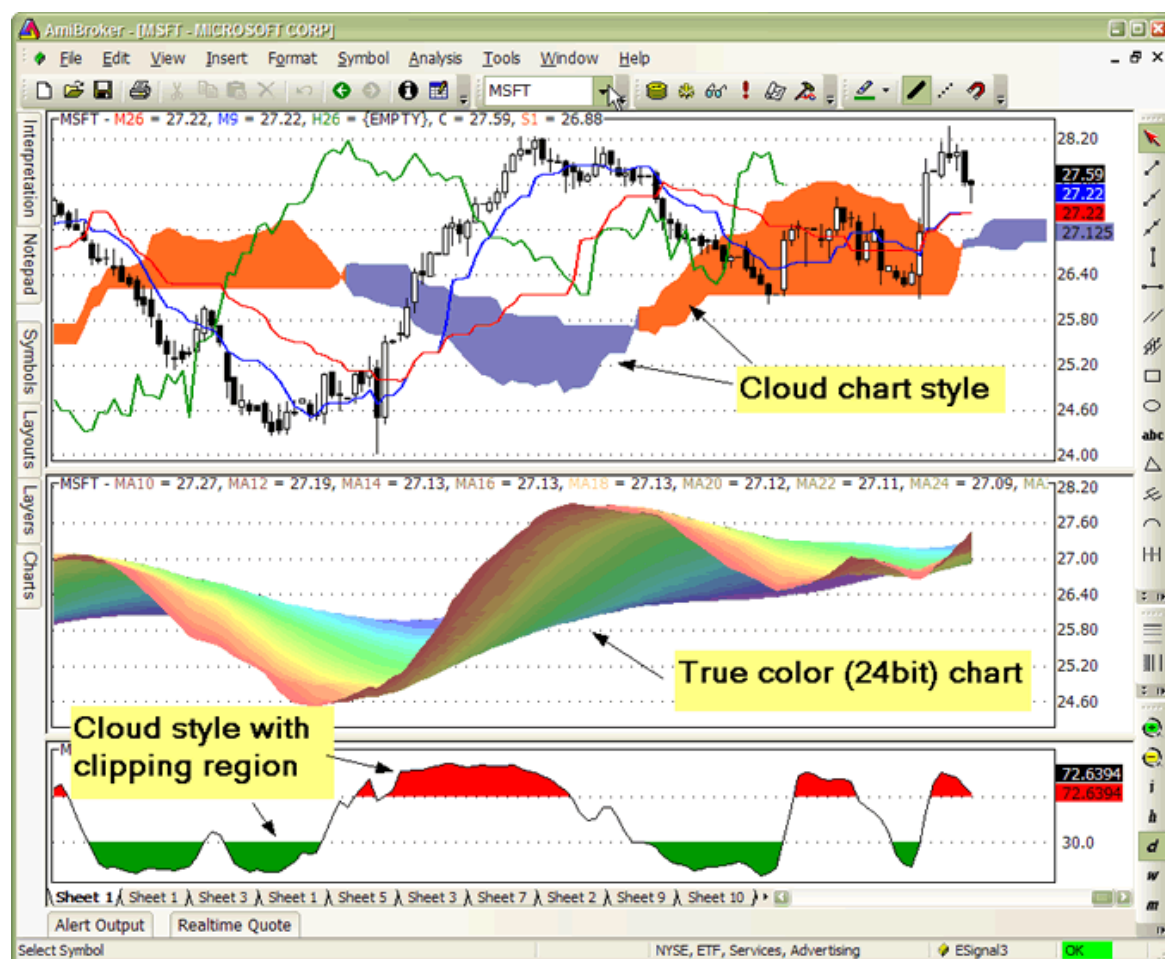 AmiBroker - [MSFT - MICROSOFT CORP]
File Edit View Insert Format Symbol Analysis Tools Window Help
MSFT
Interpretation
Notepad
Symbols
Layouts
Layers
Charts
MSFT - M26 = 27.22, M9 = 27.22, H26 = {EMPTY}, C = 27.59, S1 = 26.88
28.20
27.59
27.22
27.22
27.125
26.40
25.80
25.20
24.60
24.00
Cloud chart style
MSFT - MA10 = 27.27, MA12 = 27.19, MA14 = 27.13, MA16 = 27.13, MA18 = 27.13, MA20 = 27.12, MA22 = 27.11, MA24 = 27.09, MA
28.20
27.60
27.00
26.40
25.80
25.20
24.60
True color (24bit) chart
Cloud style with
clipping region
72.6394
72.6394
30.0
abc
i
h
d
w
m
Sheet 1 Sheet 1 Sheet 3 Sheet 1 Sheet 5 Sheet 3 Sheet 7 Sheet 2 Sheet 9 Sheet 10
Alert Output Realtime Quote
Select Symbol NYSE, ETF, Services, Advertising ESignal3 OK